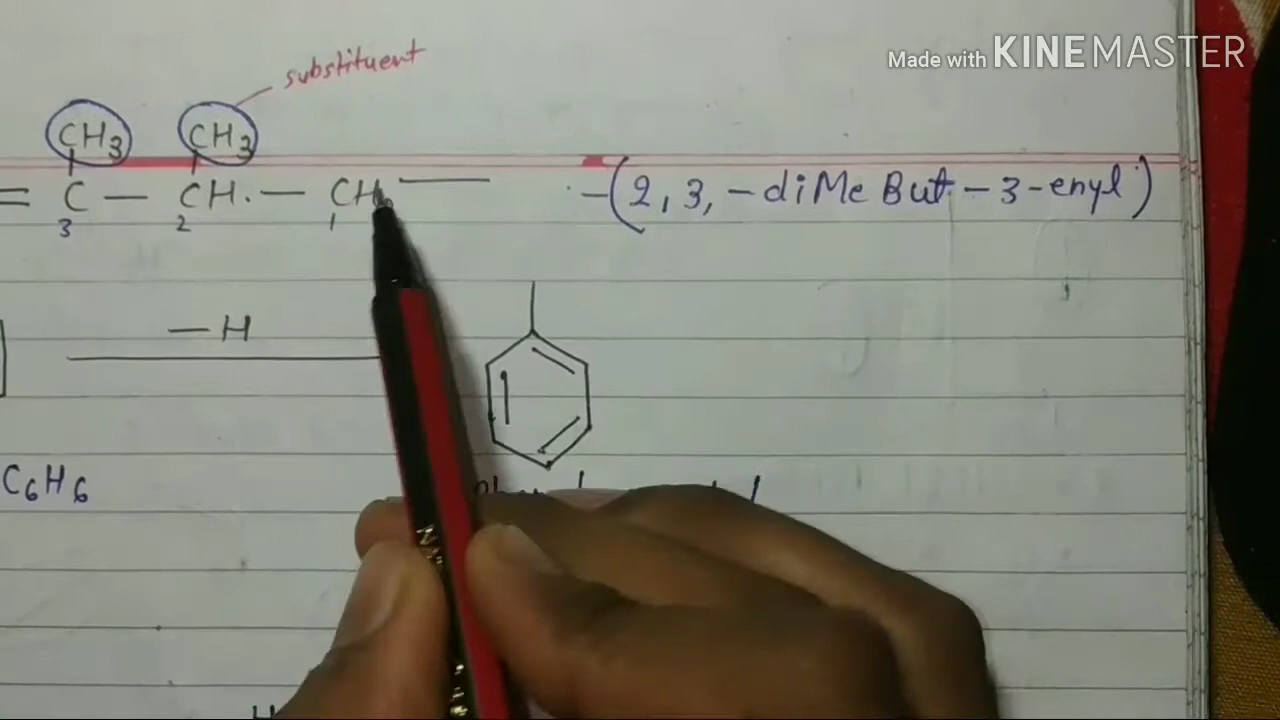 Made with KINEMASTER
substituent
CH3 CH3
= C — CH. — CH — -(2,3,-diMe But-3-enyl)
3 2 1
— H
C6H6